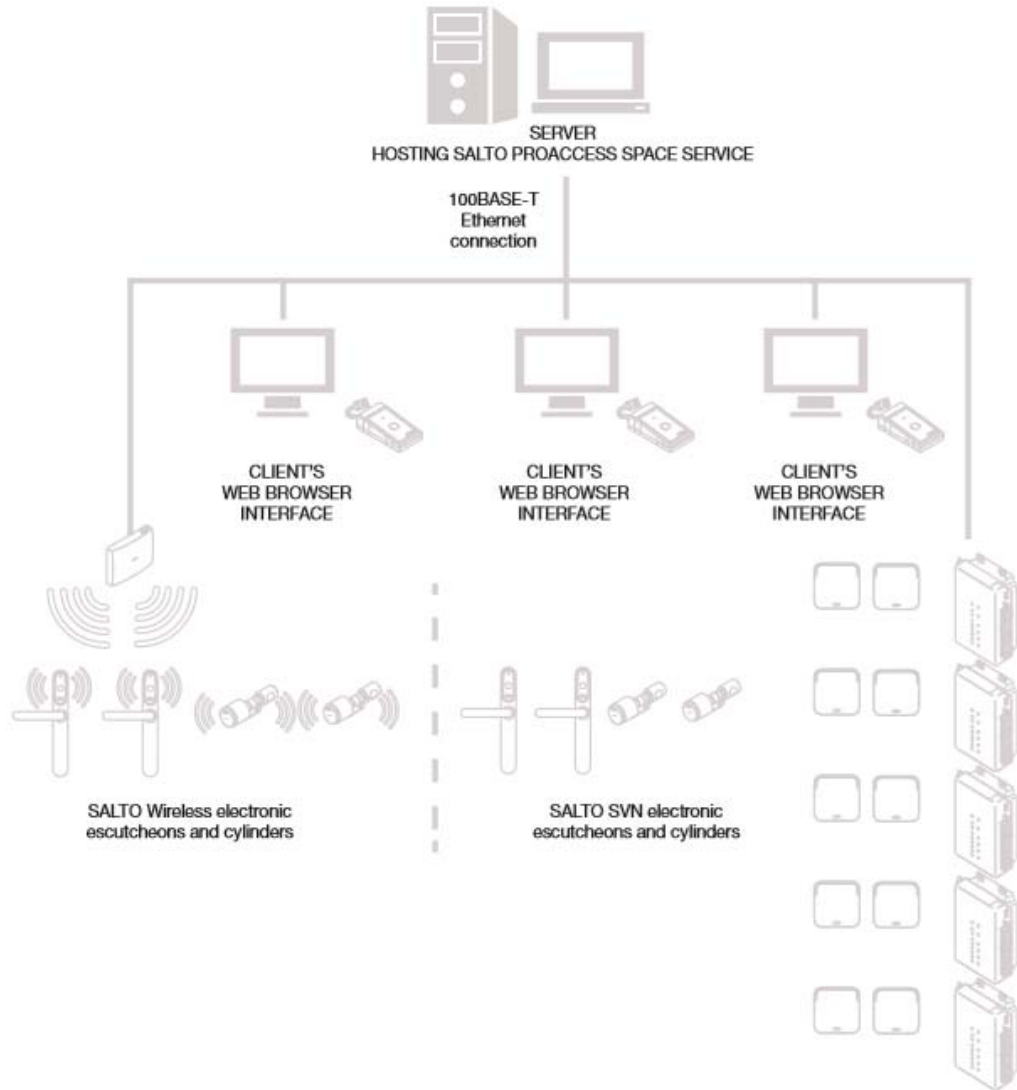 SERVER
HOSTING SALTO PROACCESS SPACE SERVICE
100BASE-T
Ethernet
connection
CLIENT'S
WEB BROWSER
INTERFACE
CLIENT'S
WEB BROWSER
INTERFACE
CLIENT'S
WEB BROWSER
INTERFACE
SALTO Wireless electronic
escutcheons and cylinders
SALTO SVN electronic
escutcheons and cylinders